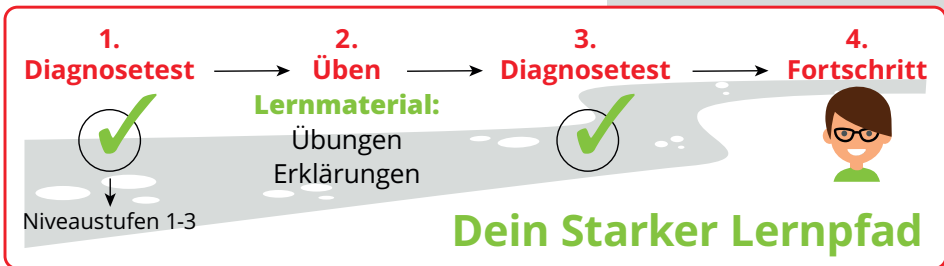 1.
Diagnosetest
2.
Üben
Lernmaterial:
Übungen
Erklärungen
3.
Diagnosetest
4.
Fortschritt
Niveaustufen 1-3
Dein Starker Lernpfad